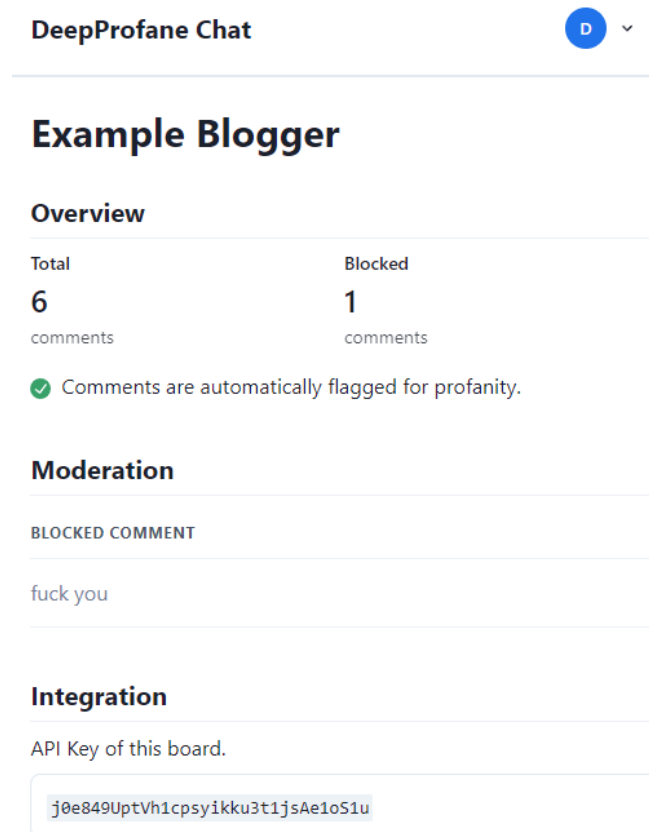 DeepProfane Chat
D
Example Blogger
Overview
Total Blocked
6 1
comments comments
Comments are automatically flagged for profanity.
Moderation
BLOCKED COMMENT
fuck you
Integration
API Key of this board.
j0e849UptVh1cpsyikku3t1jsAe1oS1u